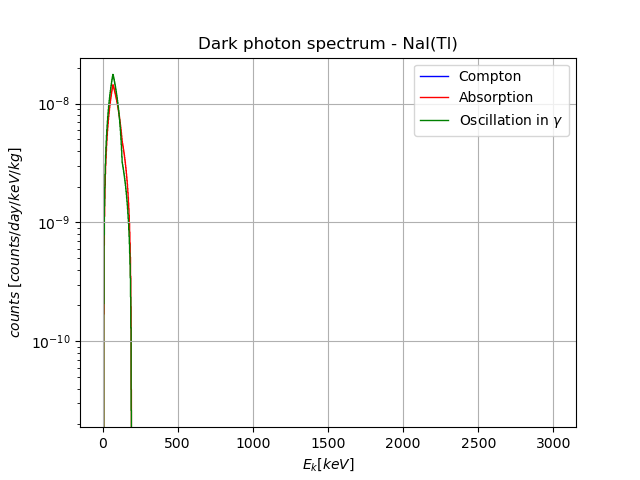 Dark photon spectrum - NaI(Tl)
Compton
Absorption
Oscillation in γ
counts [counts/day/keV/kg]
10⁻⁸
10⁻⁹
10⁻¹⁰
0 500 1000 1500 2000 2500 3000
Eₖ[keV]